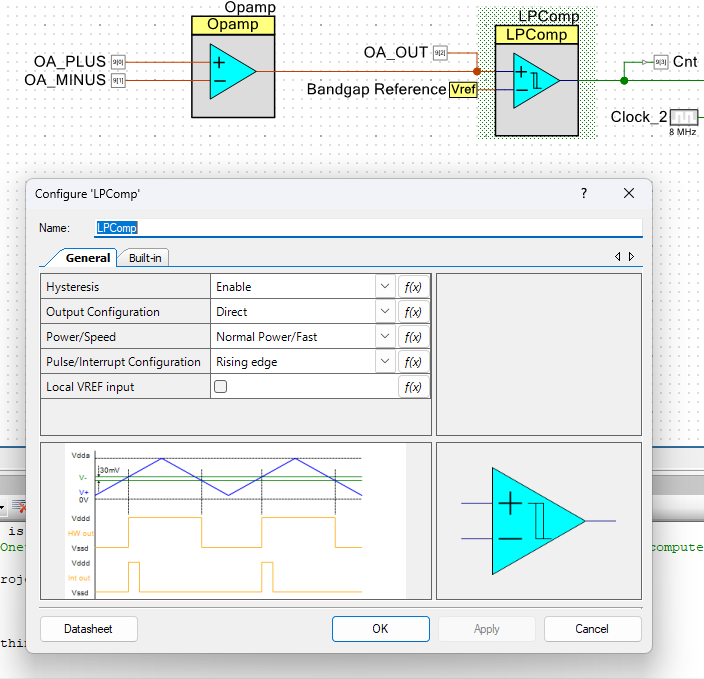 Opamp
Opamp
LPComp
LPComp
OA_PLUS 9[0]
OA_MINUS 9[1]
OA_OUT 9[2]
9[3] Cnt
Bandgap Reference Vref
Clock_2
8 MHz
Configure 'LPComp'
?
Name: LPComp
General Built-in
Hysteresis Enable f(x)
Output Configuration Direct f(x)
Power/Speed Normal Power/Fast f(x)
Pulse/Interrupt Configuration Rising edge f(x)
Local VREF input f(x)
Vdda
30mV
V-
V+
0V
Vddd
HW out
Vssd
Vddd
Int out
Vssd
is
One
compute
roj
thi
Datasheet OK Apply Cancel